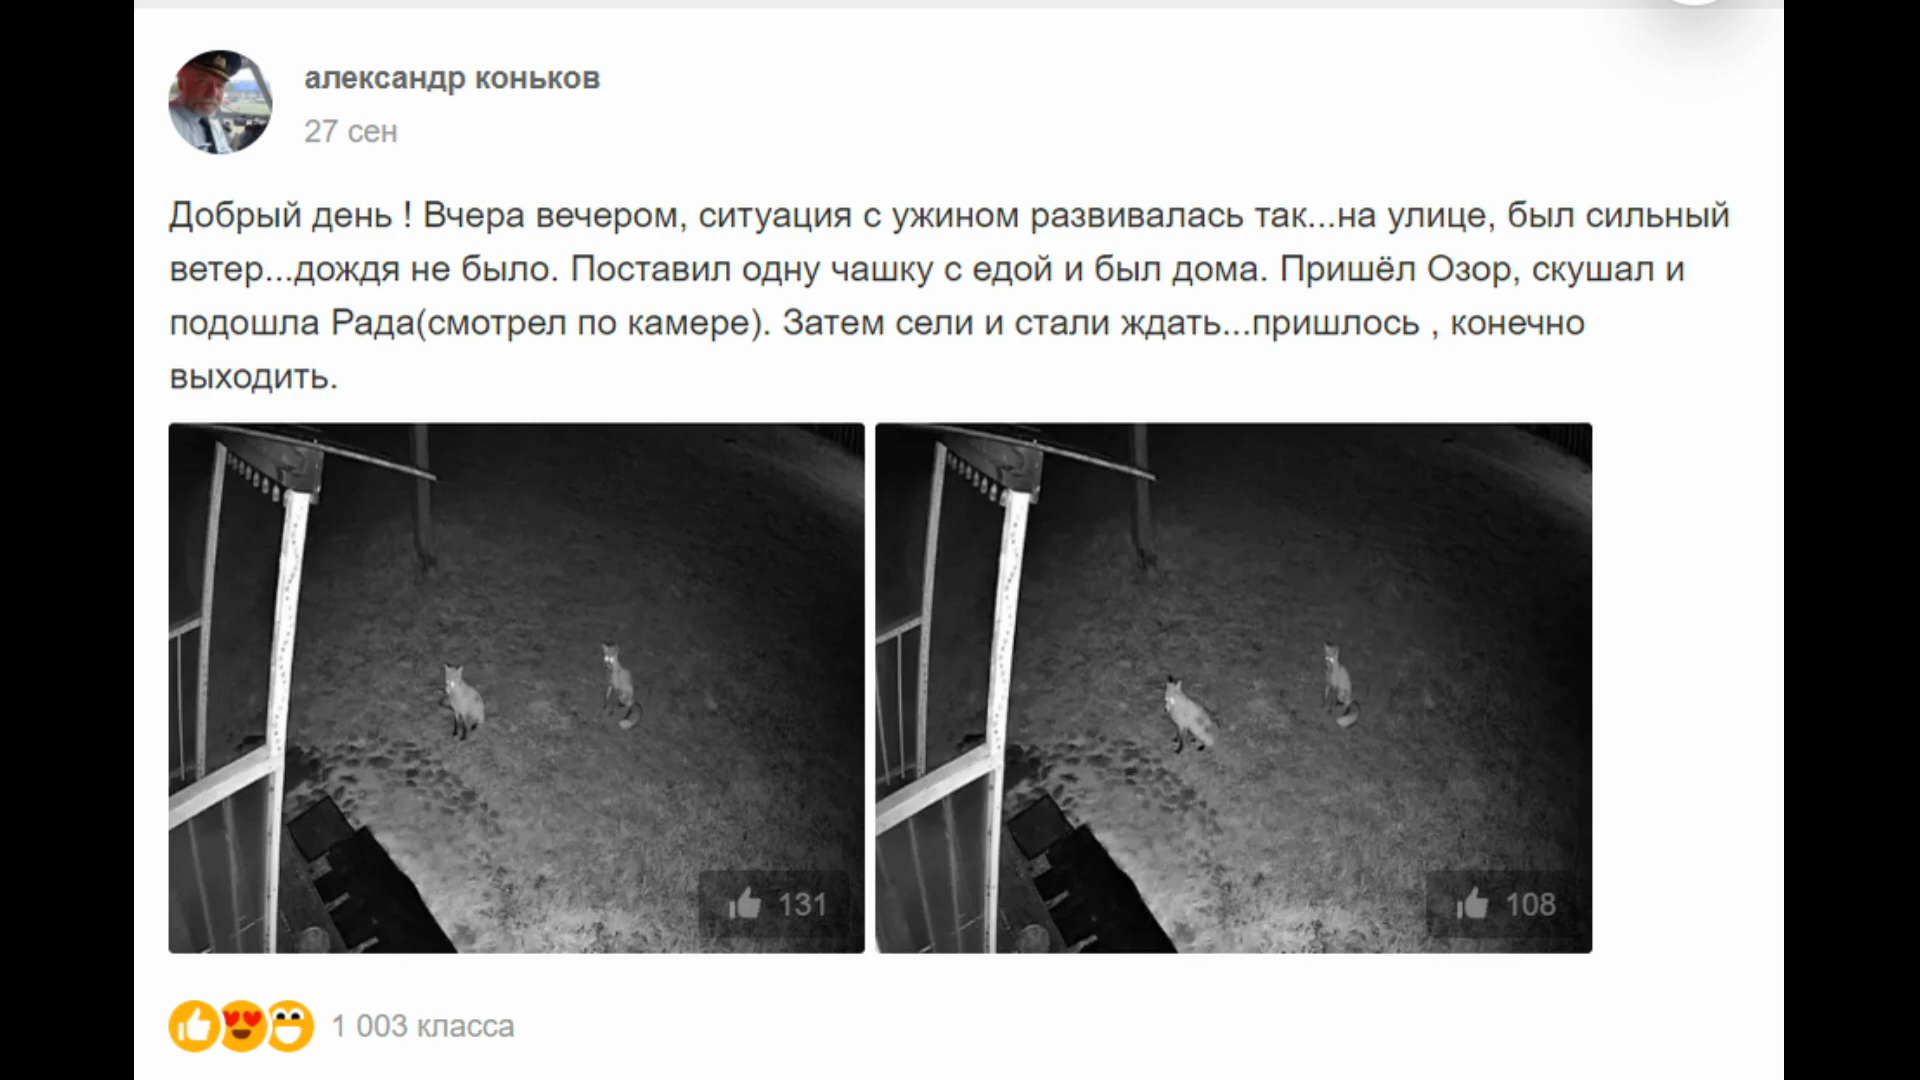 александр коньков
27 сен
Добрый день ! Вчера вечером, ситуация с ужином развивалась так...на улице, был сильный
ветер...дождя не было. Поставил одну чашку с едой и был дома. Пришёл Озор, скушал и
подошла Рада(смотрел по камере). Затем сели и стали ждать...пришлось , конечно
выходить.
131
108
1 003 класса